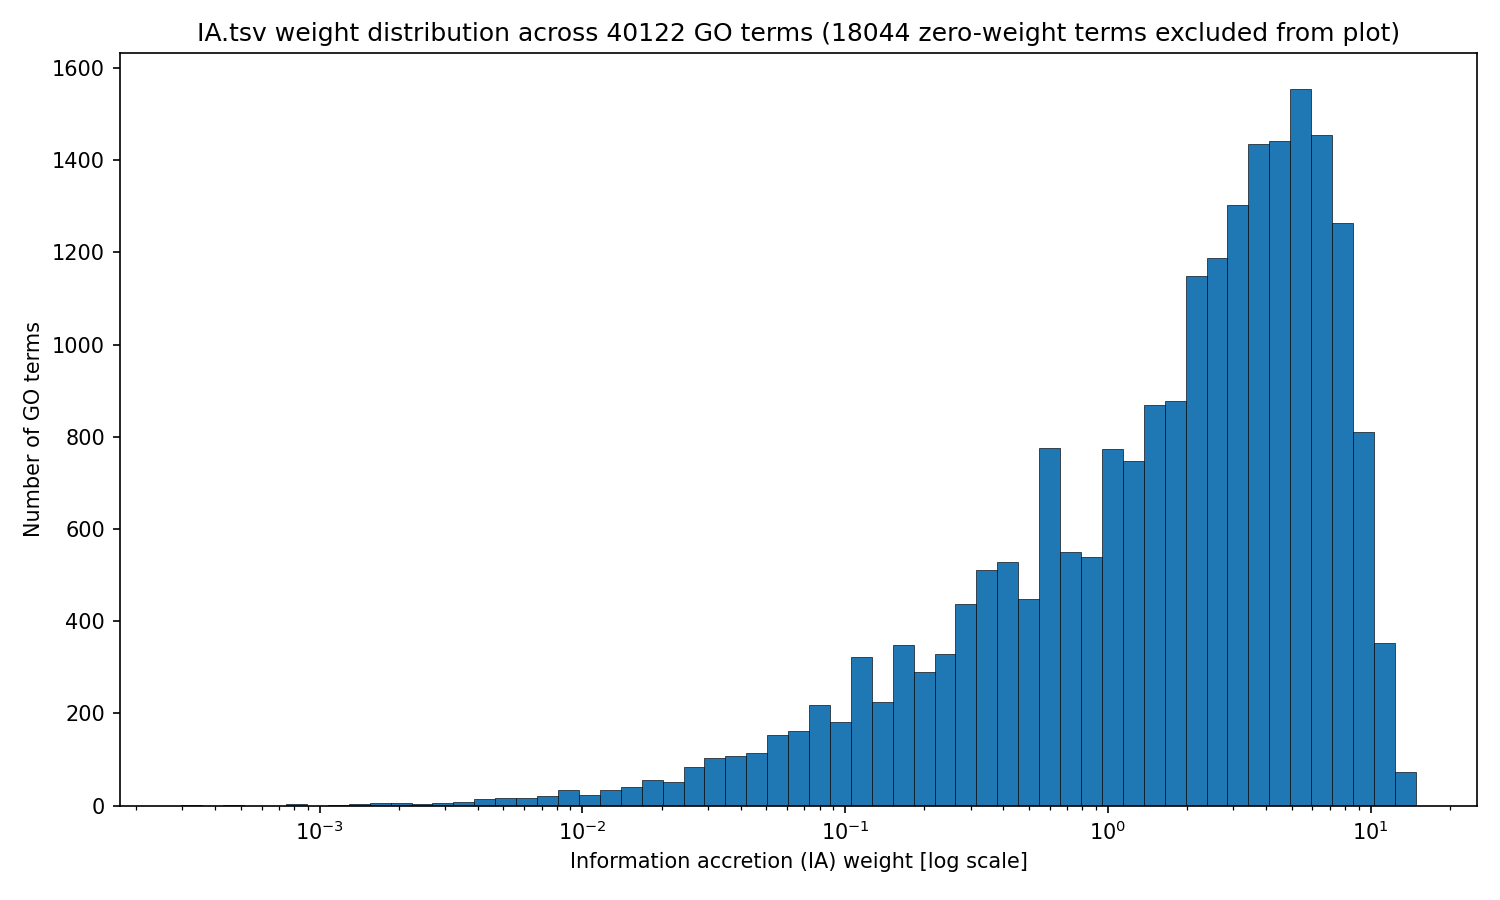 IA.tsv weight distribution across 40122 GO terms (18044 zero-weight terms excluded from plot)
1600
1400
1200
1000
800
600
400
200
0
Number of GO terms
10⁻³ 10⁻² 10⁻¹ 10⁰ 10¹
Information accretion (IA) weight [log scale]